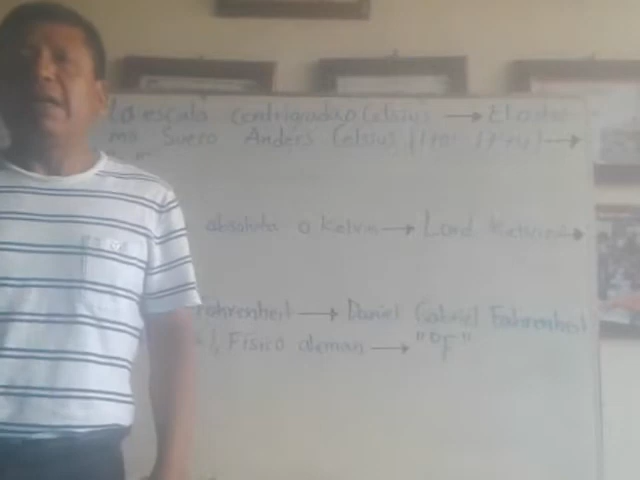 La escala centrigradao Celsius → El astrono
mo Sueco Anders Celsius (1701-1744) →
absoluta o Kelvin → Lord Kelvin →
Fahrenheit → Daniel Gabriel Fahrenheit
Físico aleman → "°F"